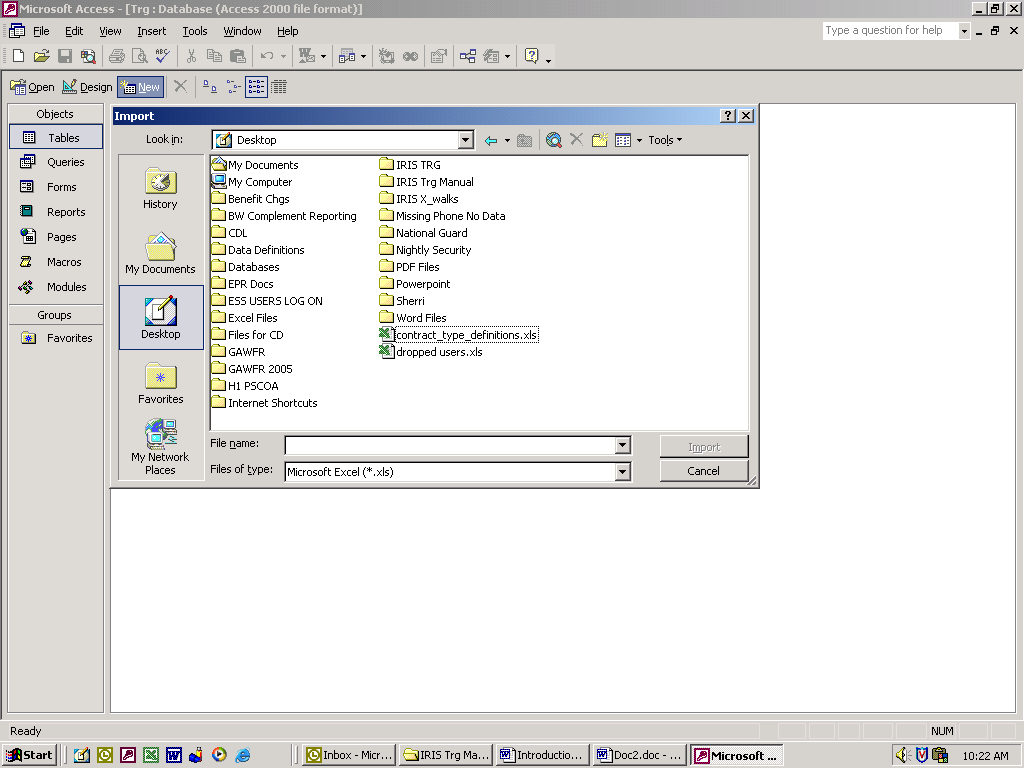 Microsoft Access - [Trg : Database (Access 2000 file format)]
File Edit View Insert Tools Window Help
Type a question for help
Open Design New
Objects
Tables
Queries
Forms
Reports
Pages
Macros
Modules
Groups
Favorites
Import
Look in: Desktop Tools
History
My Documents
Desktop
Favorites
My Network
Places
My Documents
My Computer
Benefit Chgs
BW Complement Reporting
CDL
Data Definitions
Databases
EPR Docs
ESS USERS LOG ON
Excel Files
Files for CD
GAWFR
GAWFR 2005
H1 PSCOA
Internet Shortcuts
IRIS TRG
IRIS Trg Manual
IRIS X_walks
Missing Phone No Data
National Guard
Nightly Security
PDF Files
Powerpoint
Sherri
Word Files
contract_type_definitions.xls
dropped users.xls
File name: Import
Files of type: Microsoft Excel (*.xls) Cancel
Ready NUM
Start Inbox - Micr... IRIS Trg Ma... Introductio... Doc2.doc - ... Microsoft ... 10:22 AM